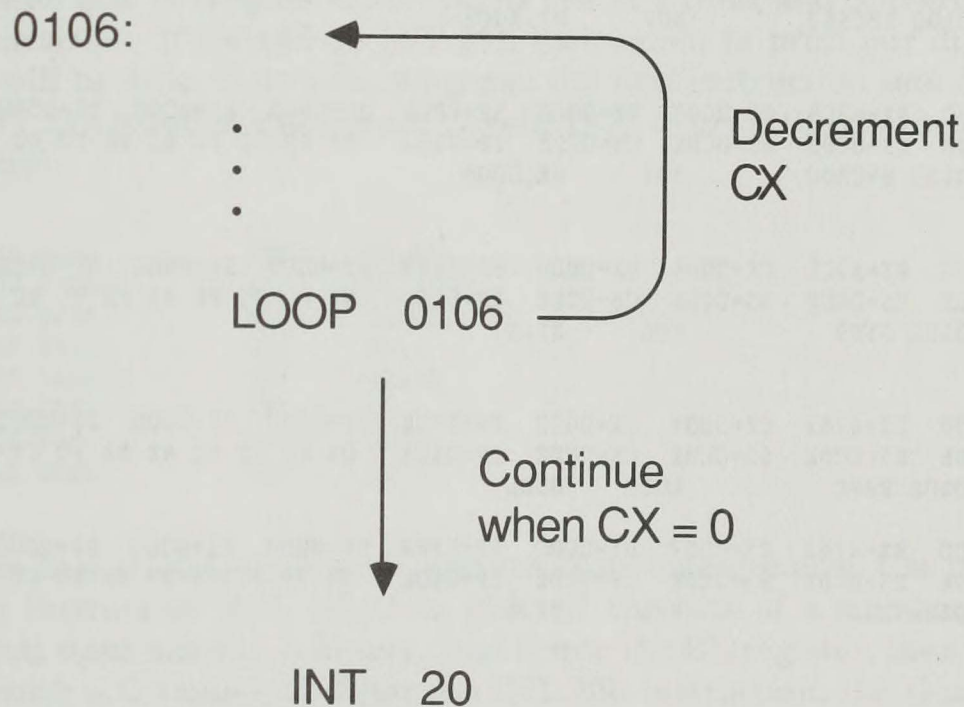 0106:
Decrement
CX
LOOP 0106
Continue
when CX = 0
INT 20